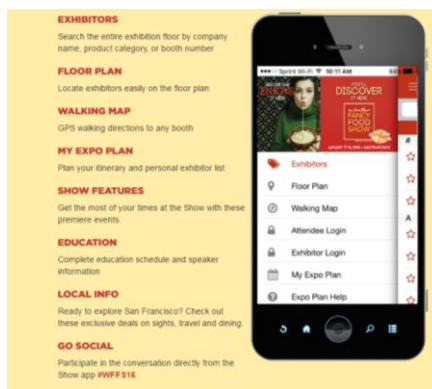 EXHIBITORS
Search the entire exhibition floor by company
name, product category, or booth number
FLOOR PLAN
Locate exhibitors easily on the floor plan
WALKING MAP
GPS walking directions to any booth
MY EXPO PLAN
Plan your itinerary and personal exhibitor list
SHOW FEATURES
Get the most of your times at the Show with these
premiere events.
EDUCATION
Complete education schedule and speaker
information
LOCAL INFO
Ready to explore San Francisco? Check out
these exclusive deals on sights, travel and dining.
GO SOCIAL
Participate in the conversation directly from the
Show app #WFFS16
Sprint Wi-Fi 10:11 AM
DISCOVER
IT HERE
FANCY
FOOD
SHOW
Exhibitors
Floor Plan
Walking Map
Attendee Login
Exhibitor Login
My Expo Plan
Expo Plan Help
#
A